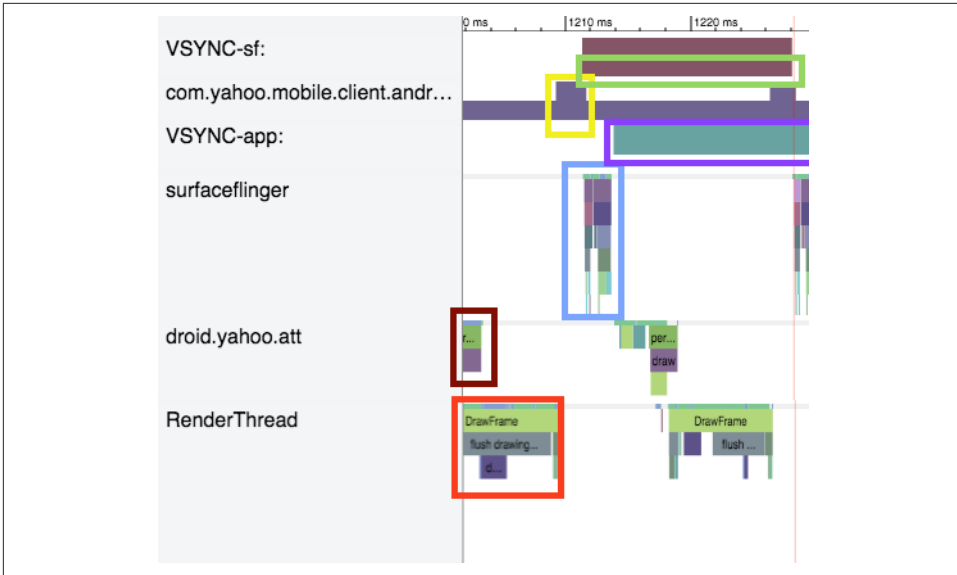 0 ms
1210 ms
1220 ms
VSYNC-sf:
com.yahoo.mobile.client.andr...
VSYNC-app:
surfaceflinger
droid.yahoo.att
r...
per...
draw
RenderThread
DrawFrame
DrawFrame
flush drawing...
flush ...
d...